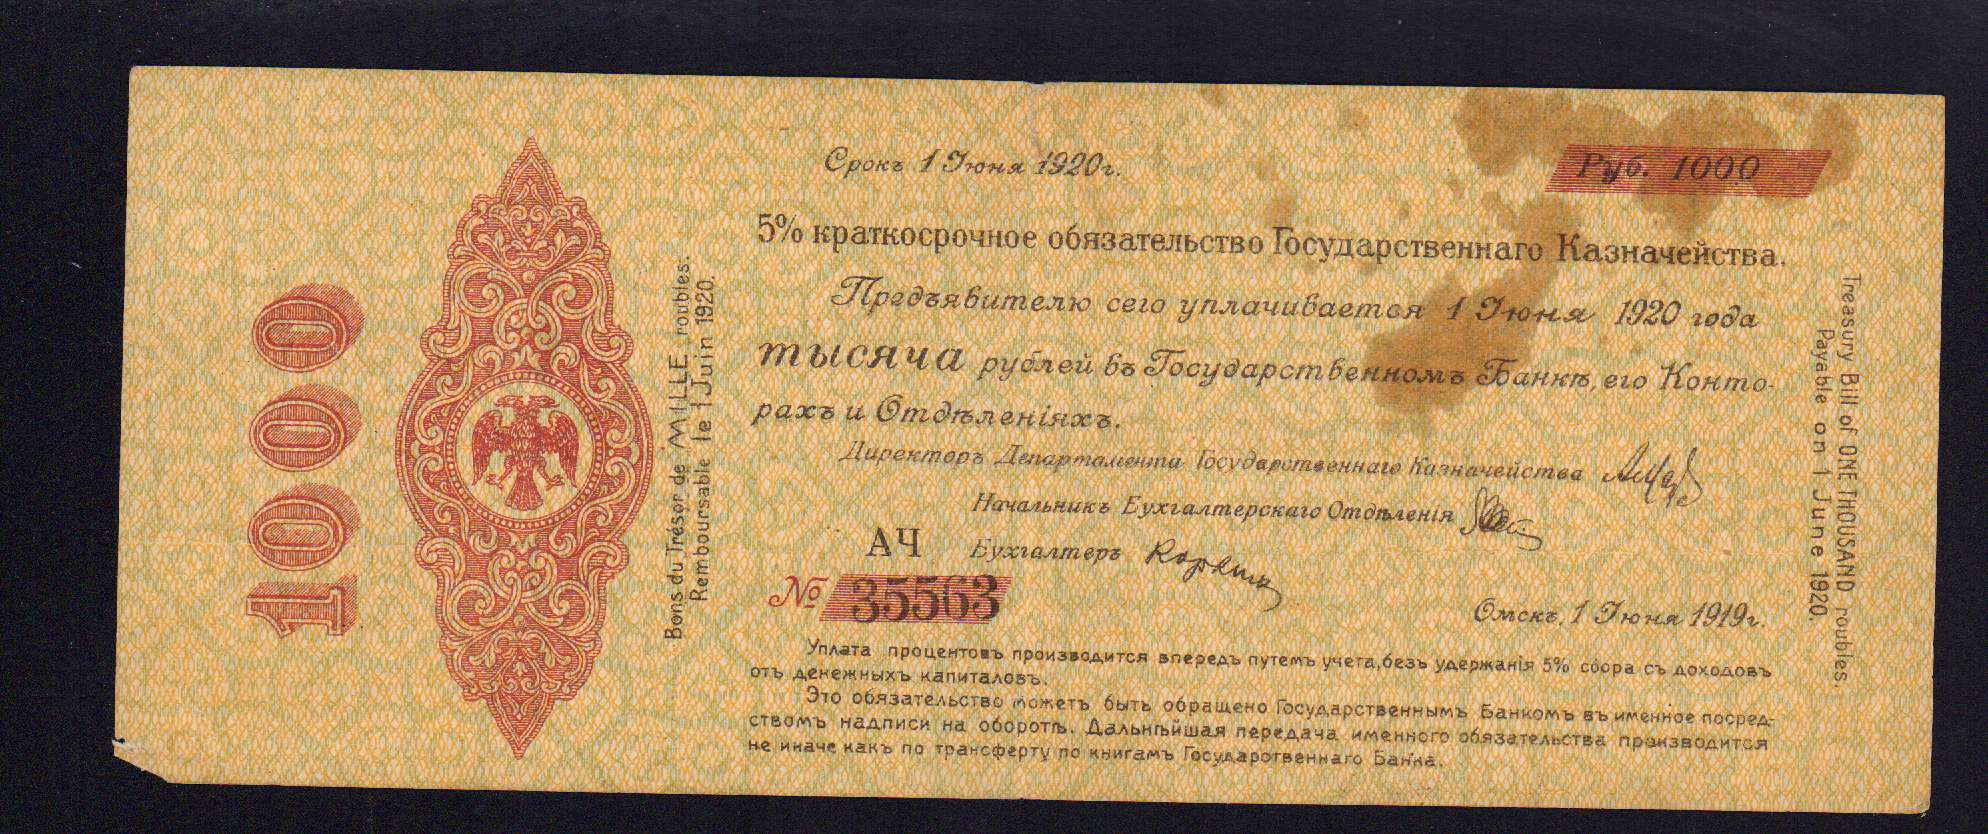 1000
Bons du Trésor de MILLE roubles.
Remboursable le 1 Juin 1920.
Срокъ 1 Іюня 1920г.
Руб. 1000
5% краткосрочное обязательство Государственнаго Казначейства.
Предъявителю сего уплачивается 1 Іюня 1920 года
тысяча рублей въ Государственномъ Банкѣ, его Конто-
рахъ и Отдѣленіяхъ.
Директоръ Департамента Государственнаго Казначейства
Начальникъ Бухгалтерскаго Отдѣленія
АЧ Бухгалтеръ
№ 35563
Омскъ, 1 Іюня 1919г.
Уплата процентовъ производится впередъ путемъ учета, безъ удержанія 5% сбора съ доходовъ
отъ денежныхъ капиталовъ.
Это обязательство можетъ быть обращено Государственнымъ Банкомъ въ именное посред-
ствомъ надписи на оборотѣ. Дальнѣйшая передача именного обязательства производится
не иначе какъ по трансферту по книгамъ Государственнаго Банка.
Treasury Bill of ONE THOUSAND roubles.
Payable on 1 June 1920.